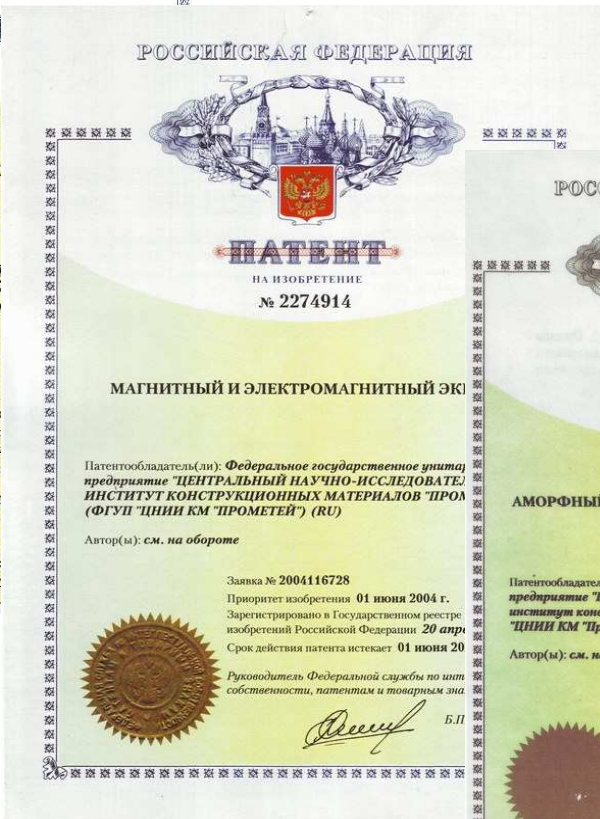 РОССИЙСКАЯ ФЕДЕРАЦИЯ
ПАТЕНТ
НА ИЗОБРЕТЕНИЕ
№ 2274914
МАГНИТНЫЙ И ЭЛЕКТРОМАГНИТНЫЙ ЭК
Патентообладатель(ли): Федеральное государственное унитар
предприятие "ЦЕНТРАЛЬНЫЙ НАУЧНО-ИССЛЕДОВАТЕЛ
ИНСТИТУТ КОНСТРУКЦИОННЫХ МАТЕРИАЛОВ "ПРОМ
(ФГУП "ЦНИИ КМ "ПРОМЕТЕЙ") (RU)
Автор(ы): см. на обороте
Заявка № 2004116728
Приоритет изобретения 01 июня 2004 г.
Зарегистрировано в Государственном реестре
изобретений Российской Федерации 20 апре
Срок действия патента истекает 01 июня 20
Руководитель Федеральной службы по инт
собственности, патентам и товарным зна
Б.П
РОС
АМОРФНЫ
Патентообладател
предприятие "
институт конс
"ЦНИИ КМ "Пр
Автор(ы): см. н